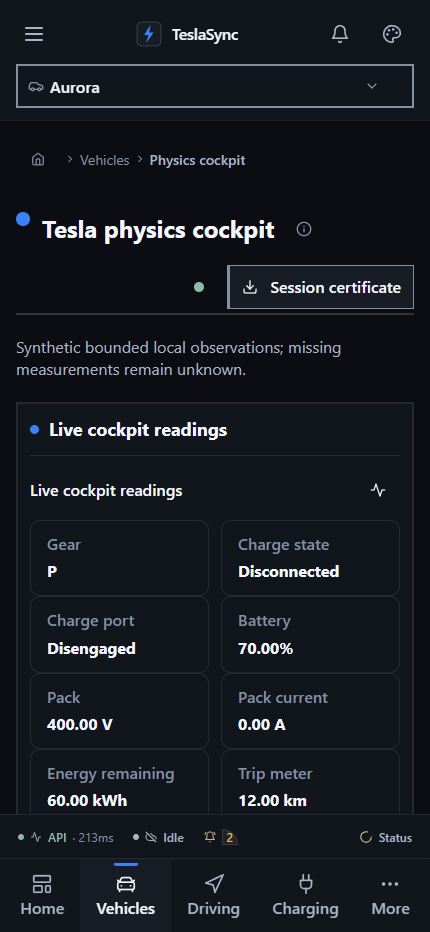 TeslaSync
Aurora
Vehicles > Physics cockpit
Tesla physics cockpit
Session certificate
Synthetic bounded local observations; missing
measurements remain unknown.
Live cockpit readings
Live cockpit readings
Gear
P
Charge state
Disconnected
Charge port
Disengaged
Battery
70.00%
Pack
400.00 V
Pack current
0.00 A
Energy remaining
60.00 kWh
Trip meter
12.00 km
API · 213ms
Idle
2
Status
Home
Vehicles
Driving
Charging
More